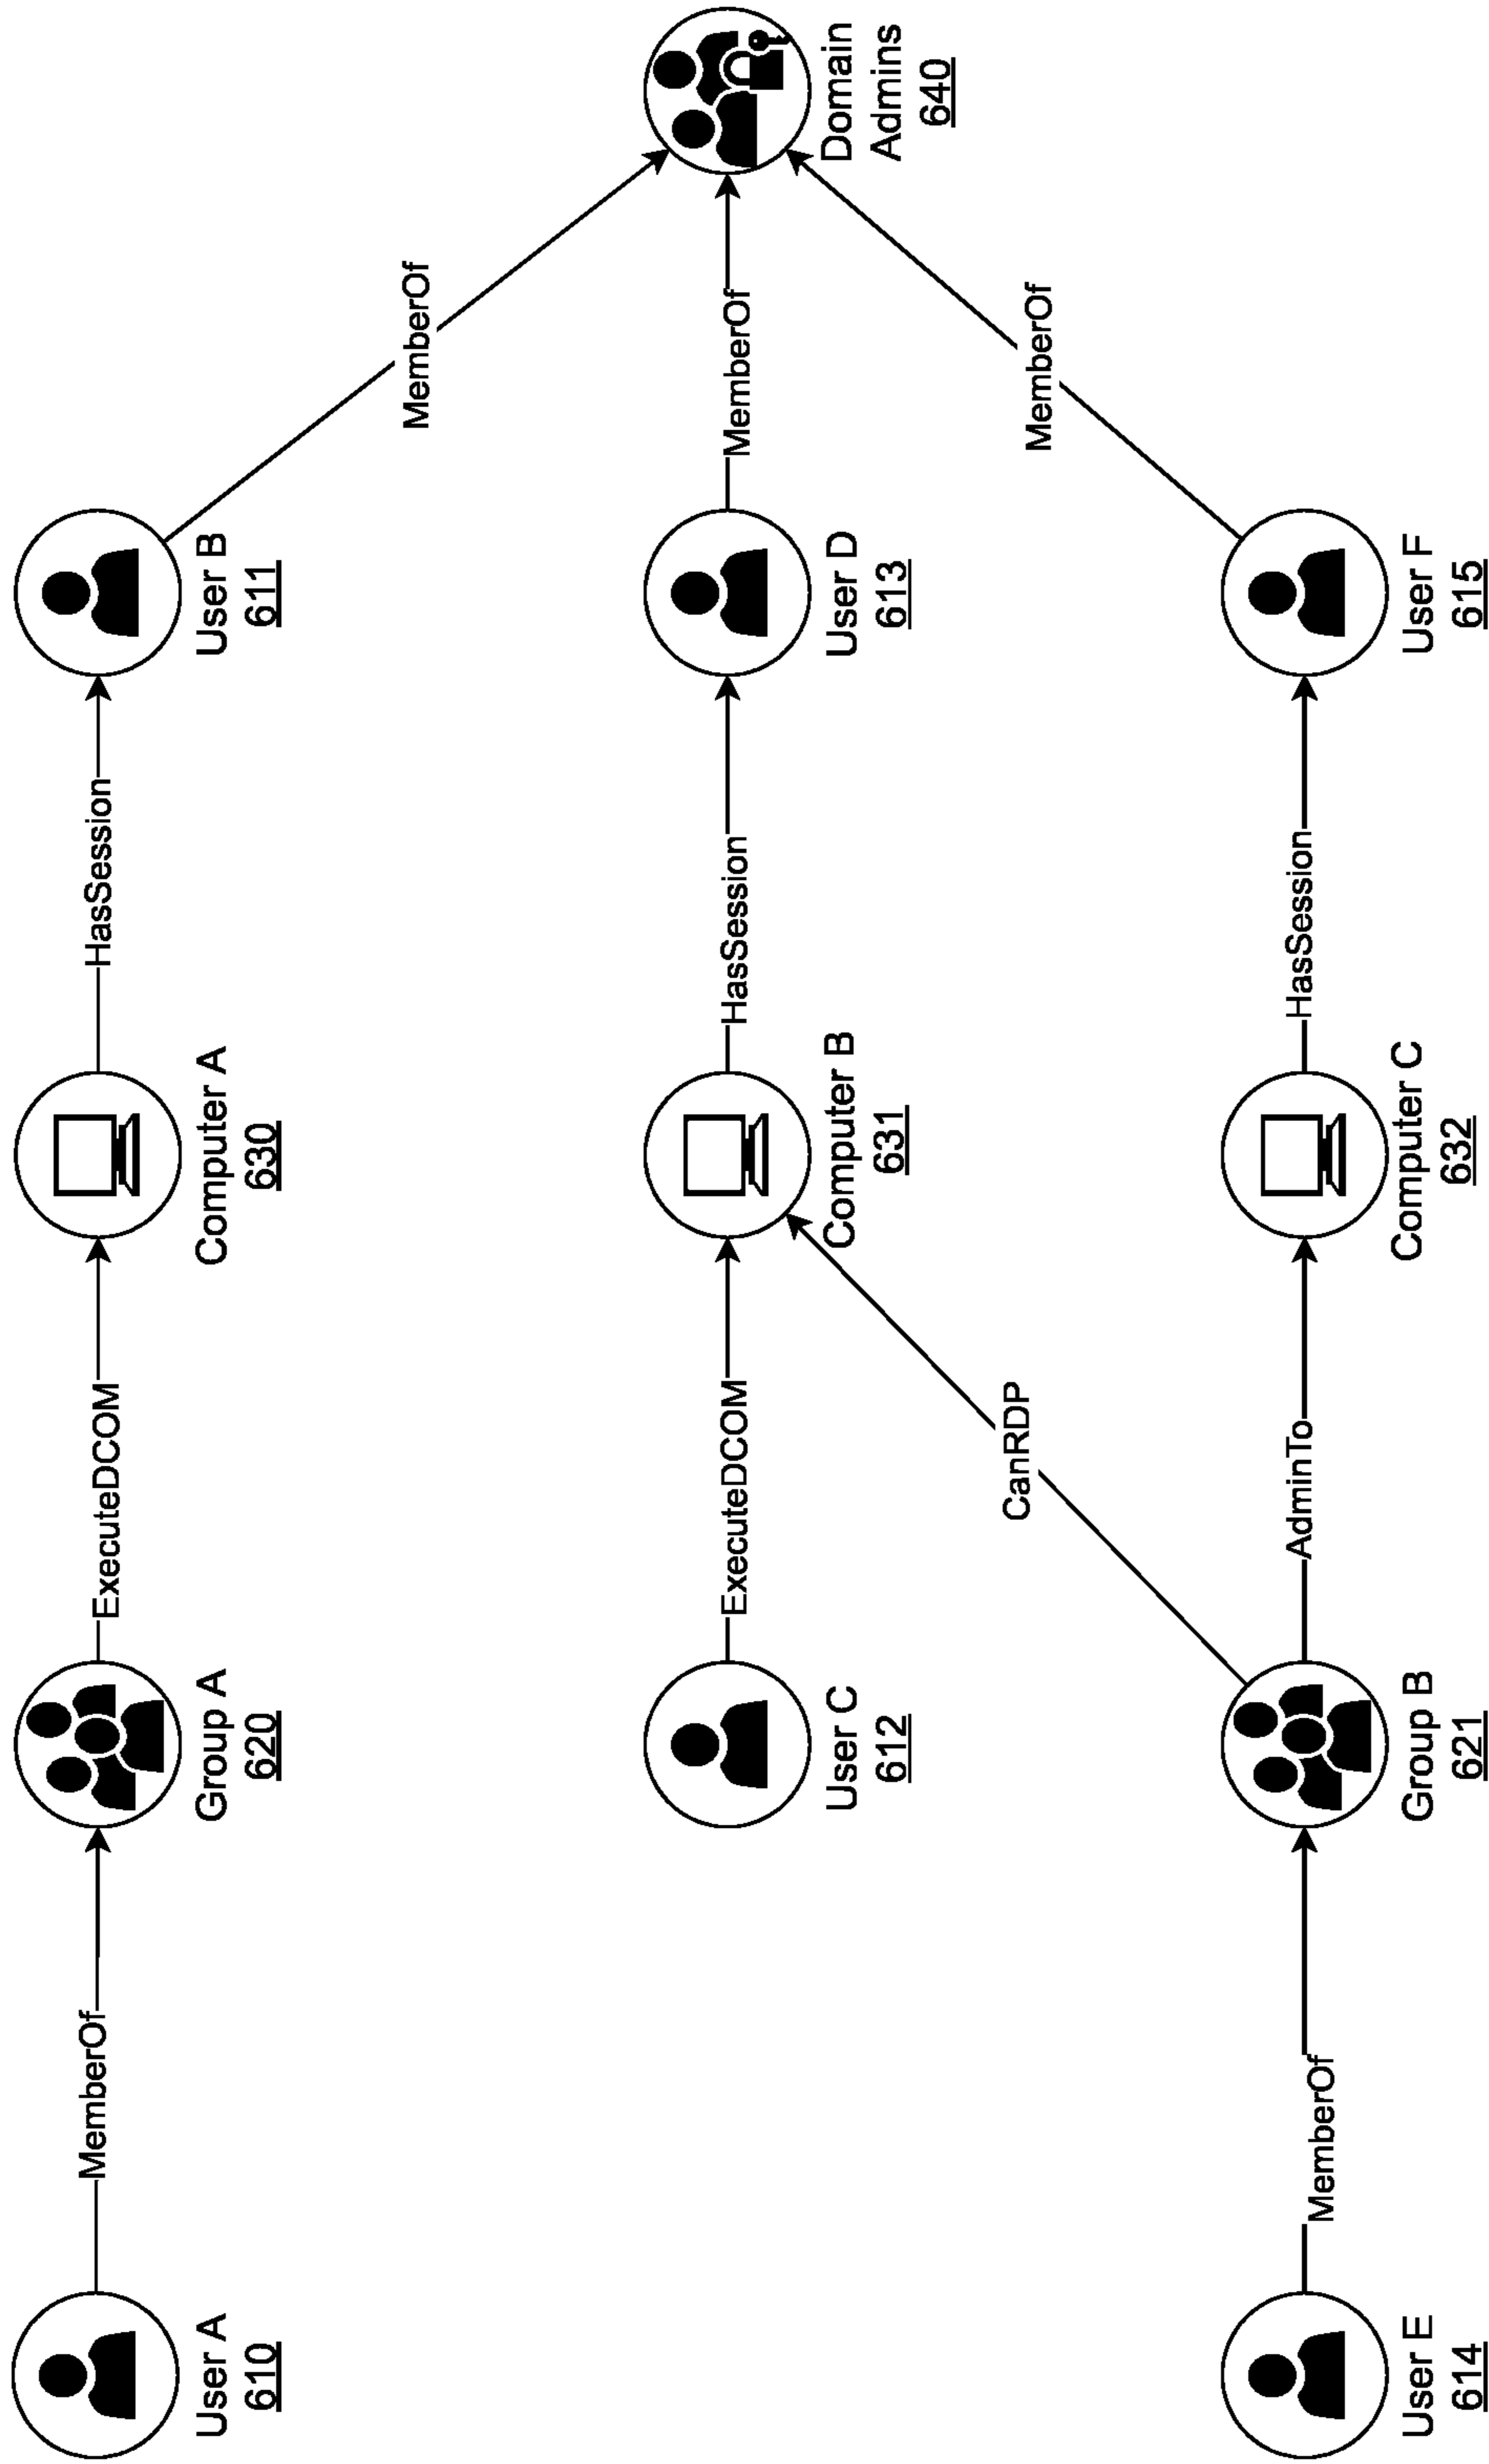 User A
610
MemberOf
Group A
620
ExecuteDCOM
Computer A
630
HasSession
User B
611
MemberOf
User C
612
ExecuteDCOM
Computer B
631
HasSession
User D
613
MemberOf
Domain
Admins
640
CanRDP
User E
614
MemberOf
Group B
621
AdminTo
Computer C
632
HasSession
User F
615
MemberOf